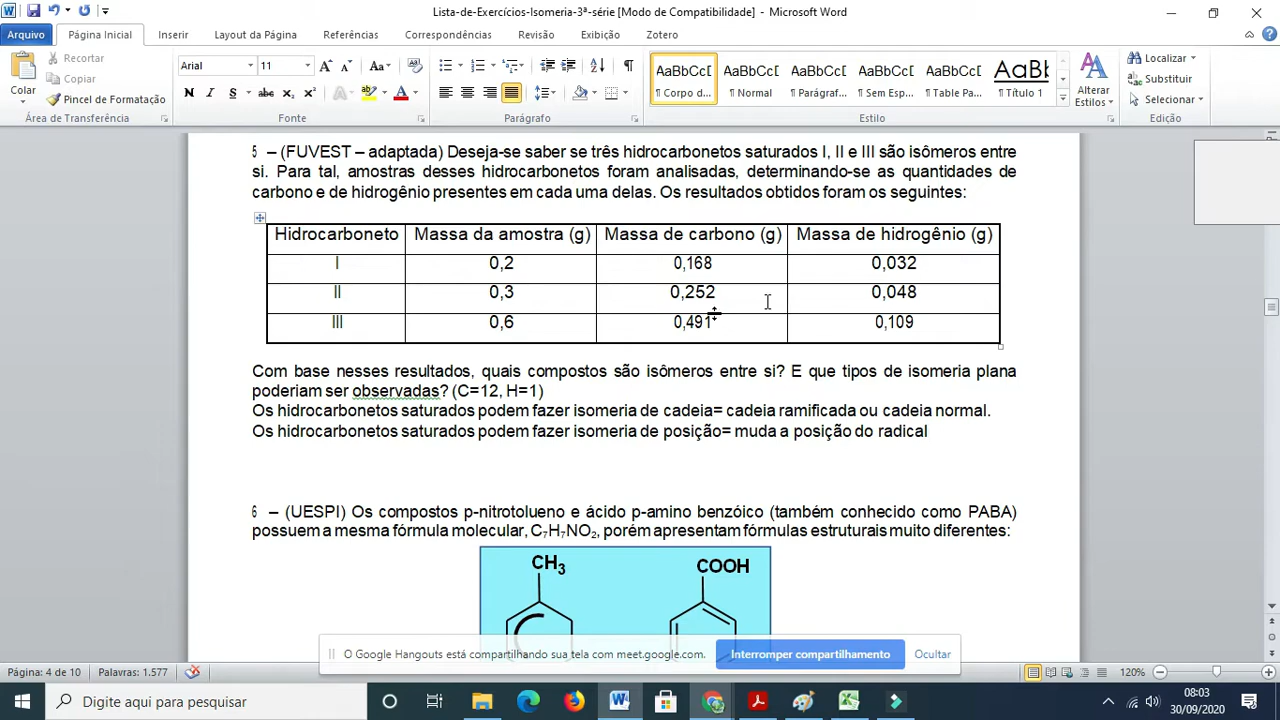 Lista-de-Exercícios-Isomeria-3ª-série [Modo de Compatibilidade] - Microsoft Word
Arquivo Página Inicial Inserir Layout da Página Referências Correspondências Revisão Exibição Zotero
Recortar
Copiar
Pincel de Formatação
Colar
Área de Transferência
Arial 11
Fonte
Parágrafo
AaBbCcD AaBbCcD AaBbCcD AaBbCcD AaBbCcD AaBb
¶ Corpo d... ¶ Normal ¶ Parágraf... ¶ Sem Esp... ¶ Table Pa... ¶ Título 1
Estilo
Alterar
Estilos
Localizar
Substituir
Selecionar
Edição
5 – (FUVEST – adaptada) Deseja-se saber se três hidrocarbonetos saturados I, II e III são isômeros entre
si. Para tal, amostras desses hidrocarbonetos foram analisadas, determinando-se as quantidades de
carbono e de hidrogênio presentes em cada uma delas. Os resultados obtidos foram os seguintes:
Hidrocarboneto Massa da amostra (g) Massa de carbono (g) Massa de hidrogênio (g)
I 0,2 0,168 0,032
II 0,3 0,252 0,048
III 0,6 0,491 0,109
Com base nesses resultados, quais compostos são isômeros entre si? E que tipos de isomeria plana
poderiam ser observadas? (C=12, H=1)
Os hidrocarbonetos saturados podem fazer isomeria de cadeia= cadeia ramificada ou cadeia normal.
Os hidrocarbonetos saturados podem fazer isomeria de posição= muda a posição do radical
6 – (UESPI) Os compostos p-nitrotolueno e ácido p-amino benzóico (também conhecido como PABA)
possuem a mesma fórmula molecular, C₇H₇NO₂, porém apresentam fórmulas estruturais muito diferentes:
CH₃ COOH
O Google Hangouts está compartilhando sua tela com meet.google.com. Interromper compartilhamento Ocultar
Página: 4 de 10 Palavras: 1.577 120%
Digite aqui para pesquisar
08:03
30/09/2020